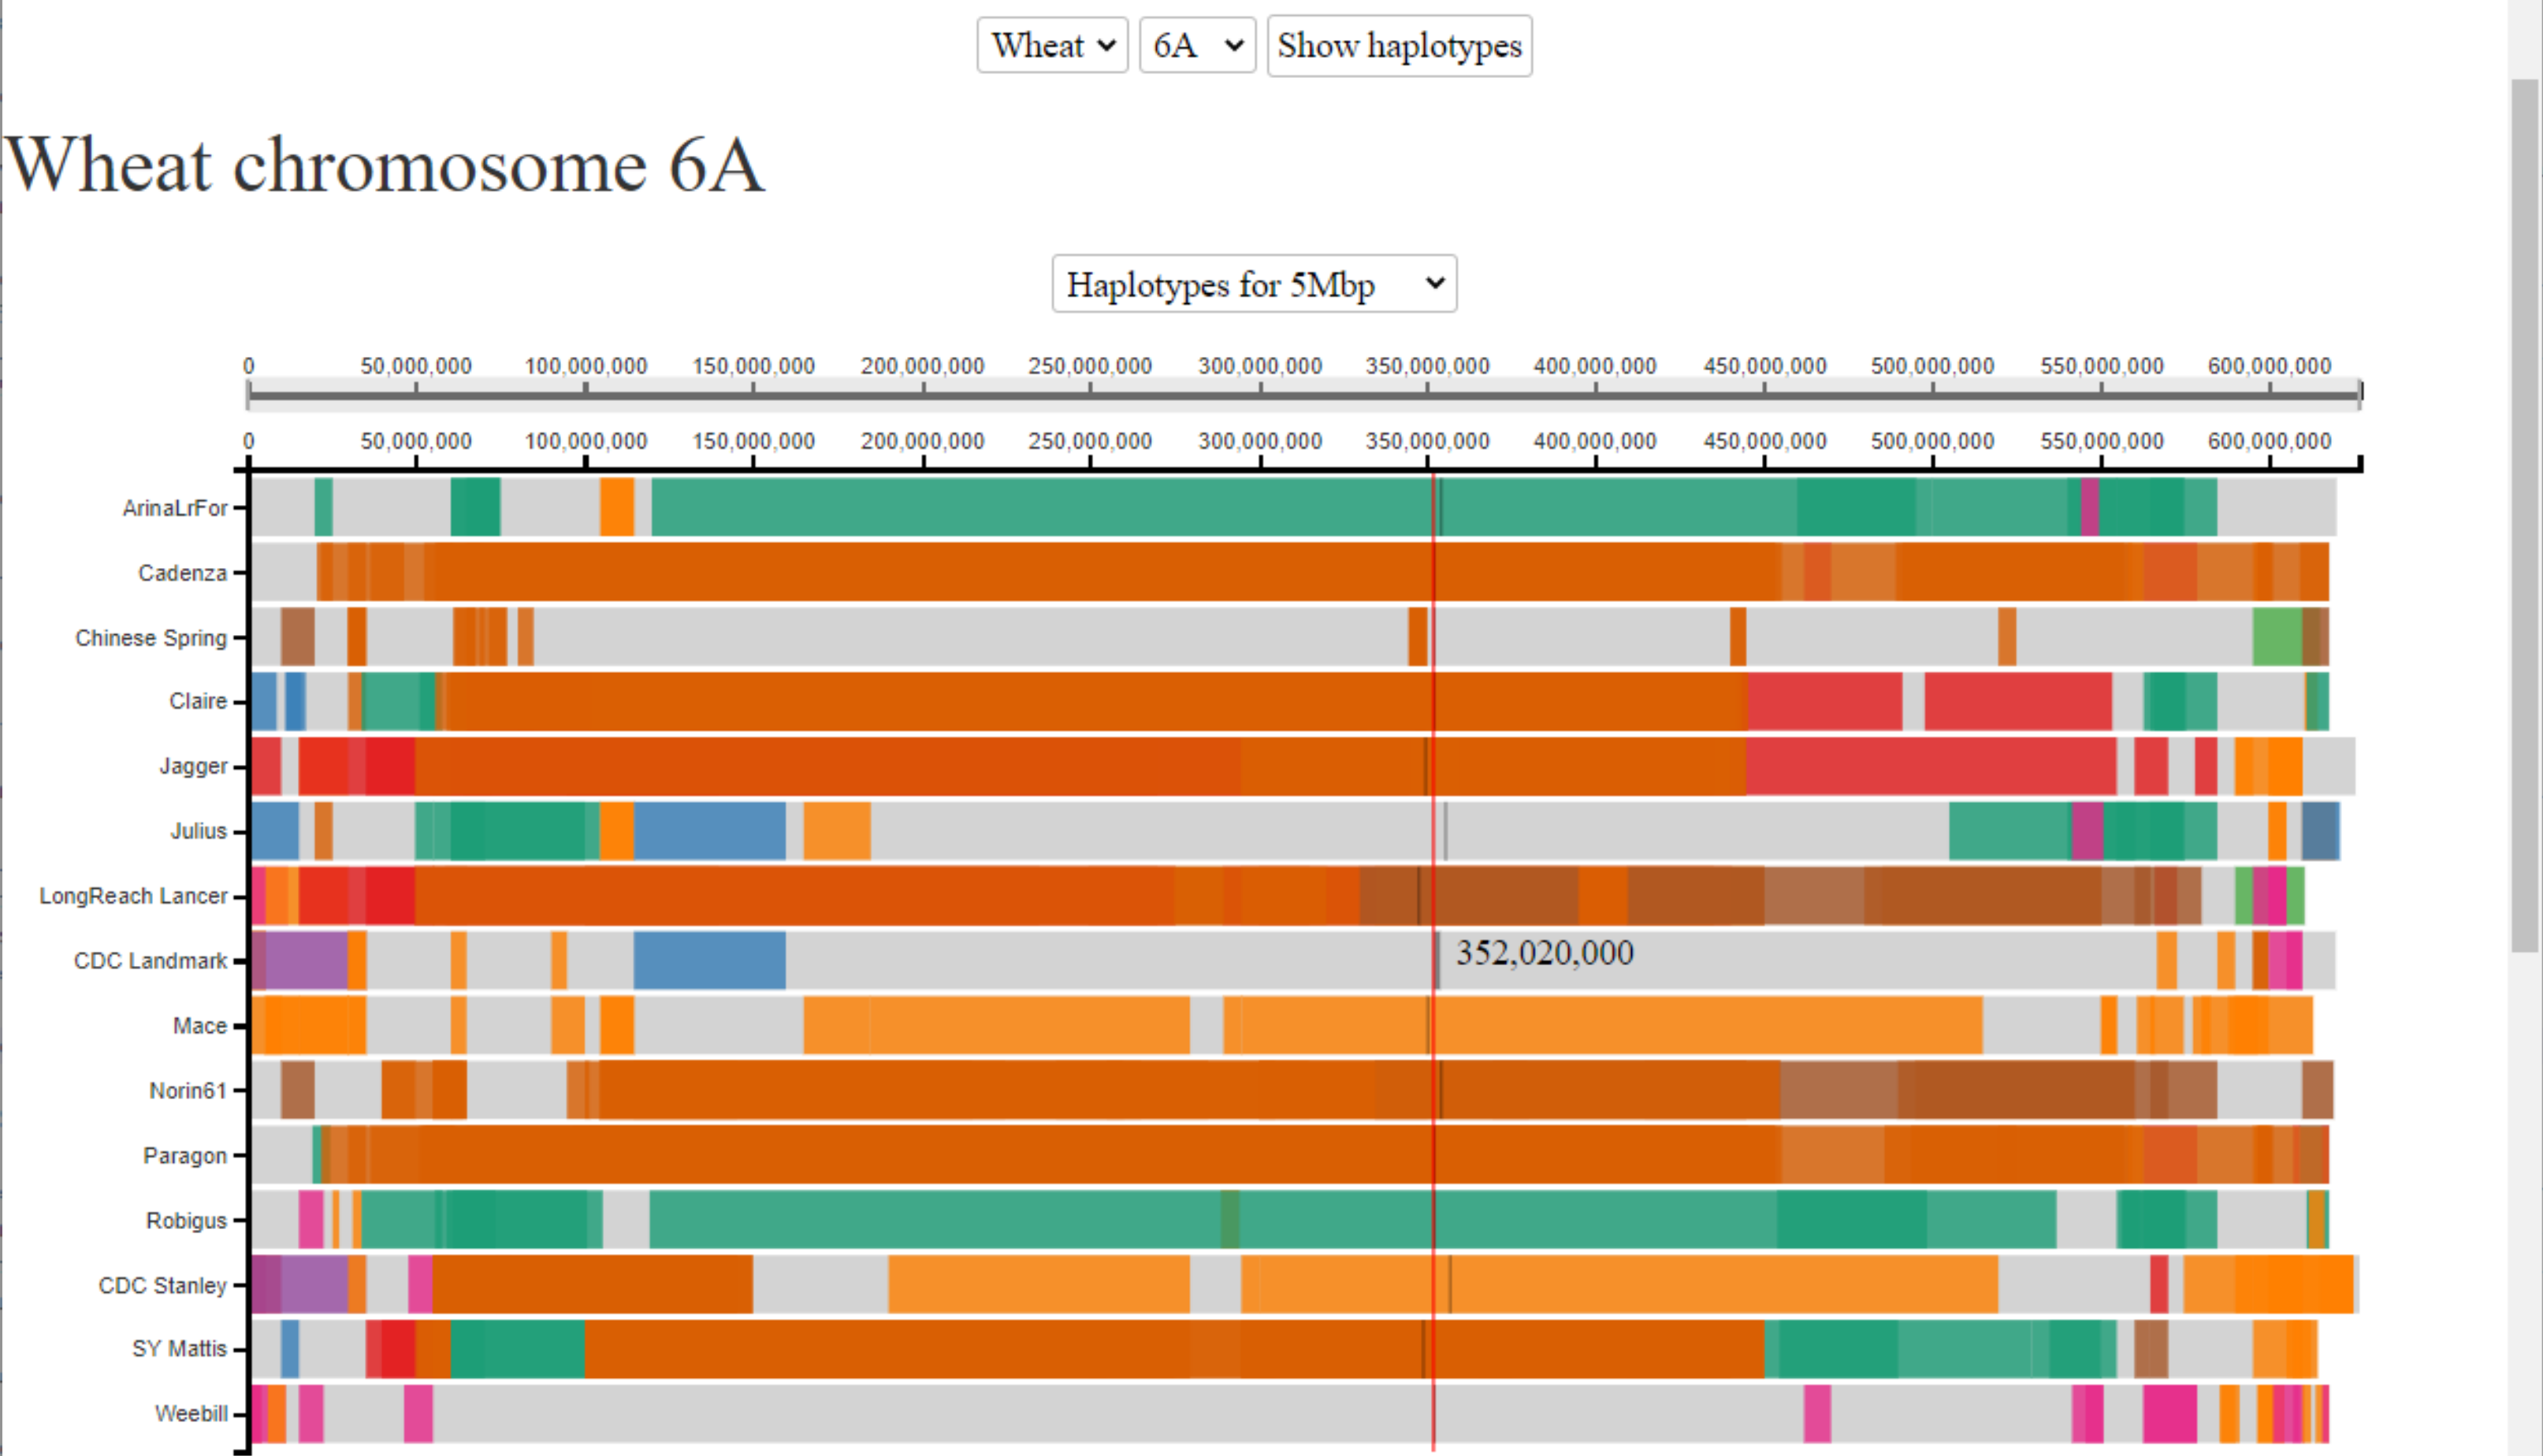 Wheat 6A Show haplotypes
Wheat chromosome 6A
Haplotypes for 5Mbp
0 50,000,000 100,000,000 150,000,000 200,000,000 250,000,000 300,000,000 350,000,000 400,000,000 450,000,000 500,000,000 550,000,000 600,000,000
0 50,000,000 100,000,000 150,000,000 200,000,000 250,000,000 300,000,000 350,000,000 400,000,000 450,000,000 500,000,000 550,000,000 600,000,000
ArinaLrFor
Cadenza
Chinese Spring
Claire
Jagger
Julius
LongReach Lancer
CDC Landmark 352,020,000
Mace
Norin61
Paragon
Robigus
CDC Stanley
SY Mattis
Weebill